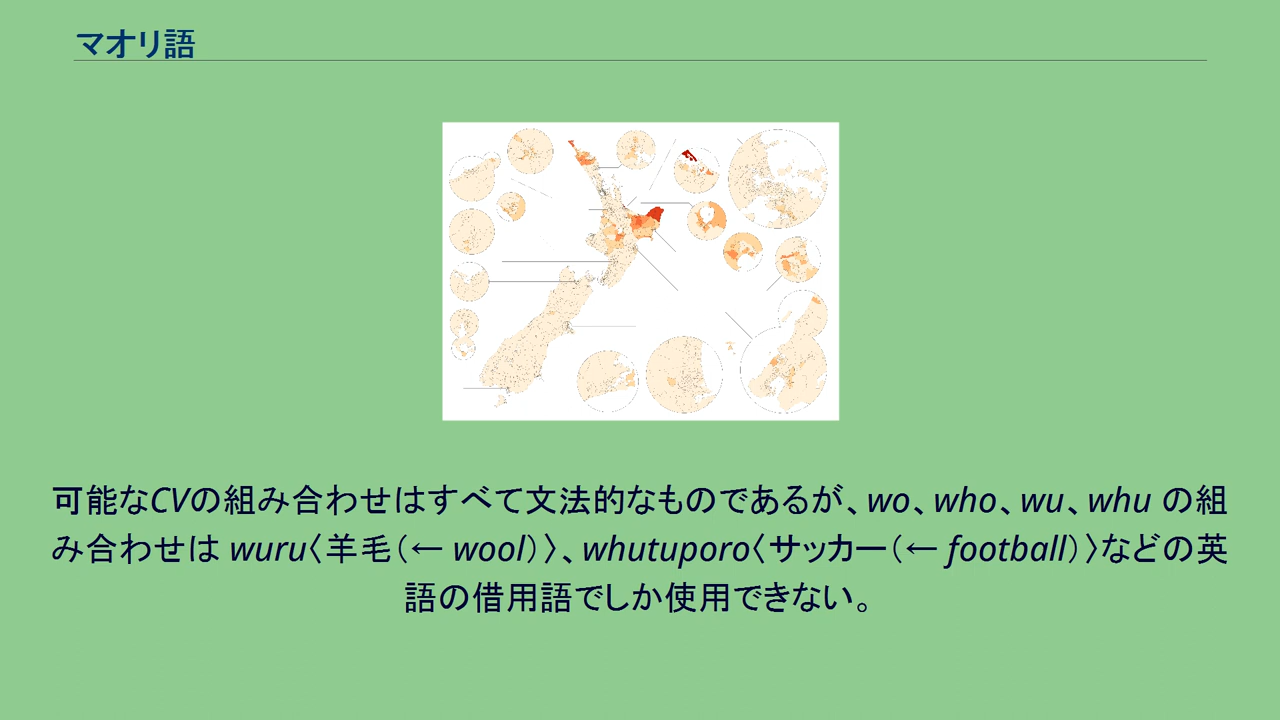 マオリ語
可能なCVの組み合わせはすべて文法的なものであるが、wo、who、wu、whu の組
み合わせは wuru〈羊毛（← wool）〉、whutuporo〈サッカー（← football）〉などの英
語の借用語でしか使用できない。